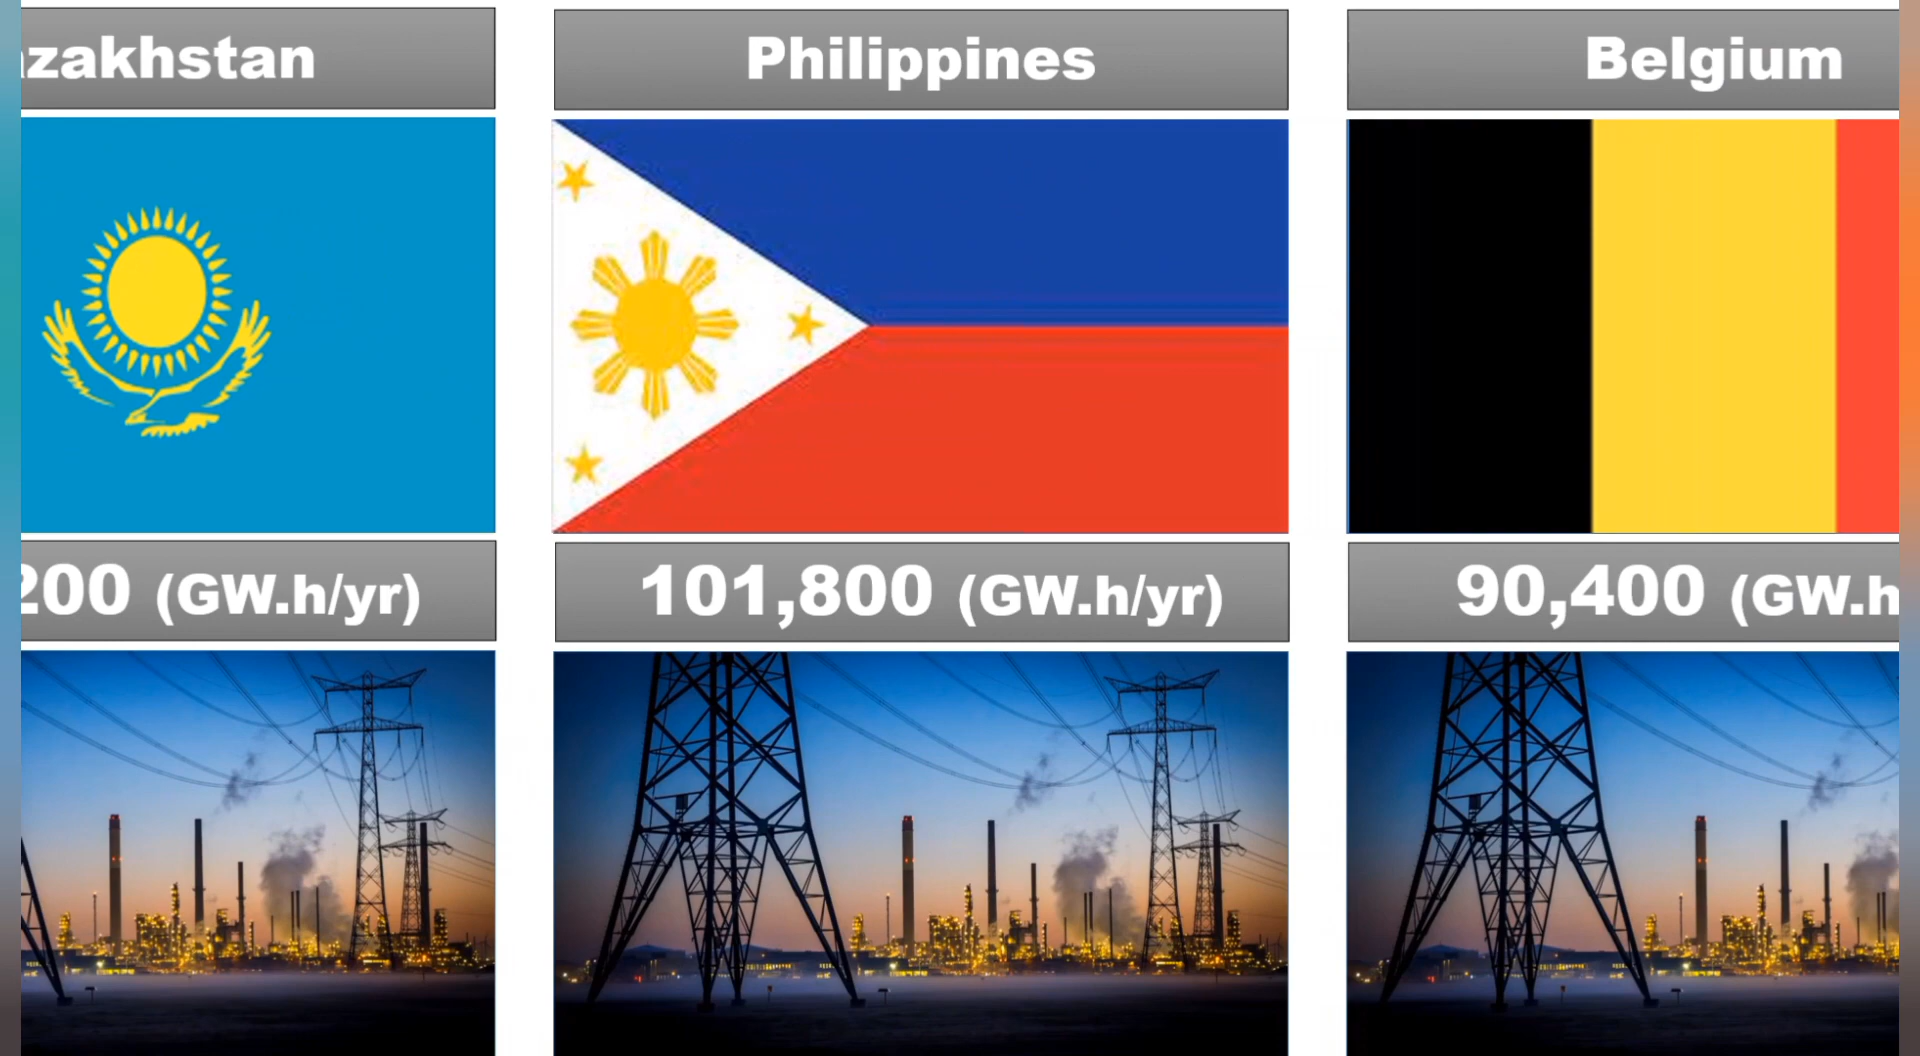 zakhstan
Philippines
Belgium
200 (GW.h/yr)
101,800 (GW.h/yr)
90,400 (GW.h